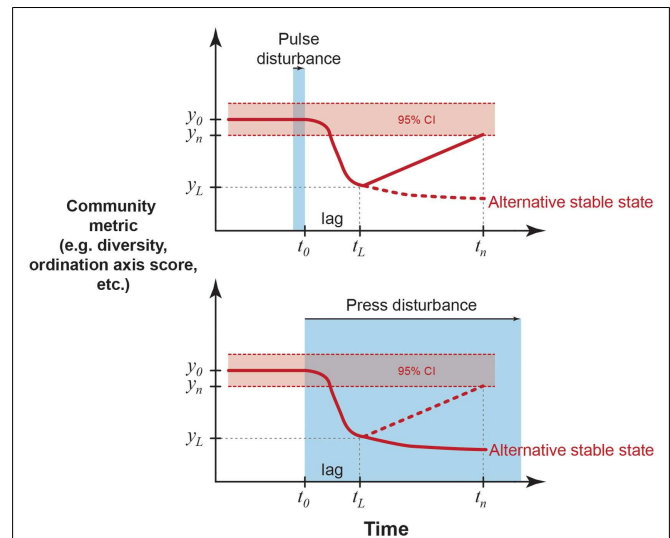 Pulse
disturbance
y0
95% CI
yn
yL
Alternative stable state
lag
t0
tL
tn
Community
metric
(e.g. diversity,
ordination axis score,
etc.)
Press disturbance
y0
95% CI
yn
yL
Alternative stable state
lag
t0
tL
tn
Time